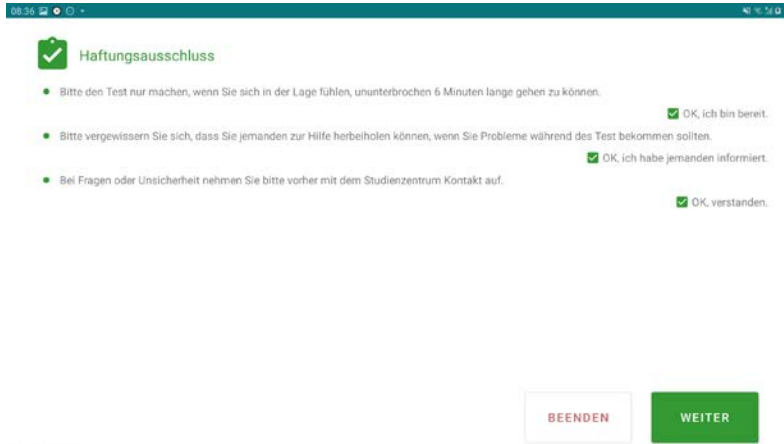 08:36
Haftungsausschluss
Bitte den Test nur machen, wenn Sie sich in der Lage fühlen, ununterbrochen 6 Minuten lange gehen zu können.
OK, ich bin bereit.
Bitte vergewissern Sie sich, dass Sie jemanden zur Hilfe herbeiholen können, wenn Sie Probleme während des Test bekommen sollten.
OK, ich habe jemanden informiert.
Bei Fragen oder Unsicherheit nehmen Sie bitte vorher mit dem Studienzentrum Kontakt auf.
OK, verstanden.
BEENDEN
WEITER